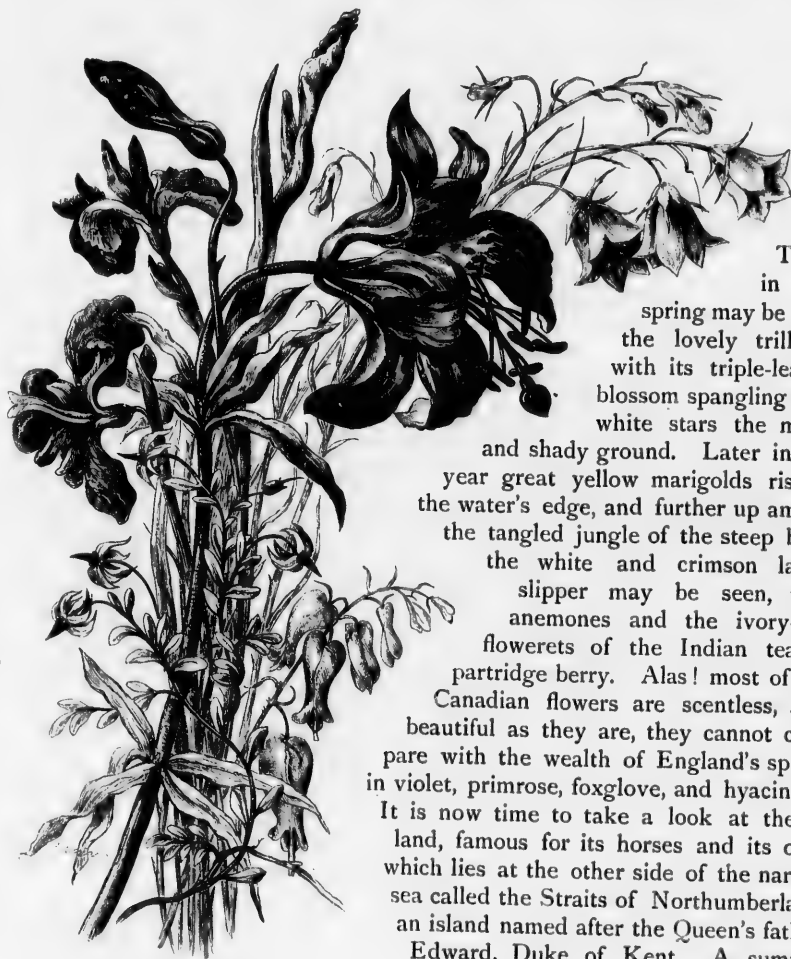 T
in
spring may be
the lovely trill
with its triple-lea
blossom spangling
white stars the m
and shady ground. Later in
year great yellow marigolds ris
the water's edge, and further up am
the tangled jungle of the steep
the white and crimson la
slipper may be seen,
anemones and the ivory-
flowerets of the Indian tea
partridge berry. Alas! most of
Canadian flowers are scentless,
beautiful as they are, they cannot c
pare with the wealth of England's sp
in violet, primrose, foxglove, and hyacin
It is now time to take a look at the
land, famous for its horses and its o
which lies at the other side of the nar
sea called the Straits of Northumberla
an island named after the Queen's fat
Edward, Duke of Kent. A sum